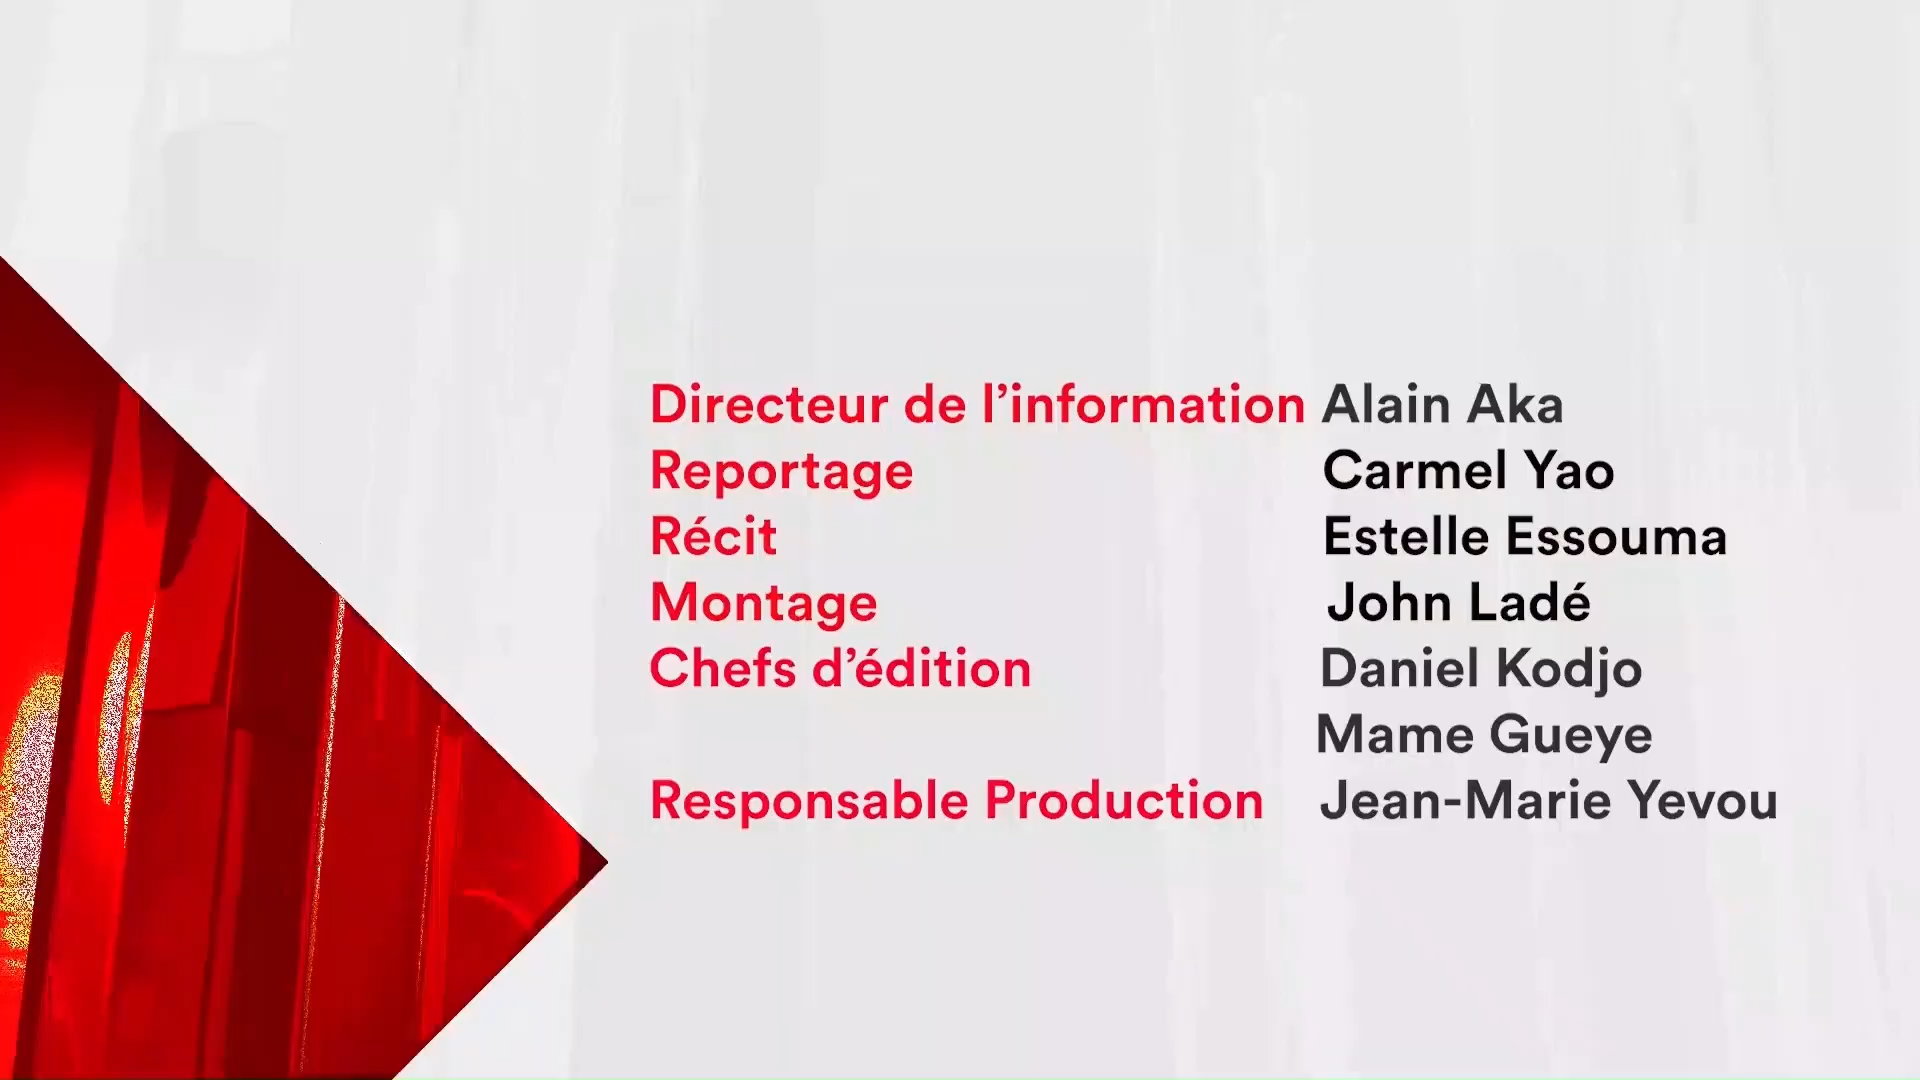 Directeur de l’information Alain Aka
Reportage Carmel Yao
Récit Estelle Essouma
Montage John Ladé
Chefs d’édition Daniel Kodjo
Mame Gueye
Responsable Production Jean-Marie Yevou